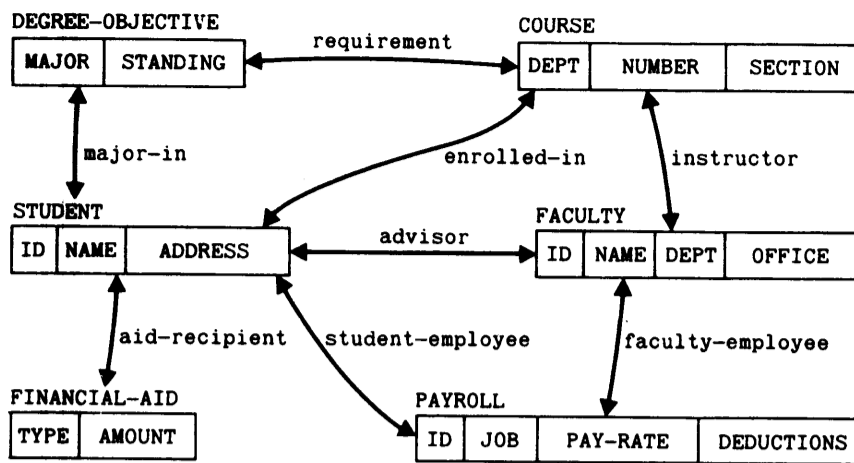 DEGREE-OBJECTIVE
COURSE
requirement
MAJOR STANDING
DEPT NUMBER SECTION
major-in
enrolled-in
instructor
STUDENT
FACULTY
ID NAME ADDRESS
advisor
ID NAME DEPT OFFICE
aid-recipient
student-employee
faculty-employee
FINANCIAL-AID
PAYROLL
TYPE AMOUNT
ID JOB PAY-RATE DEDUCTIONS